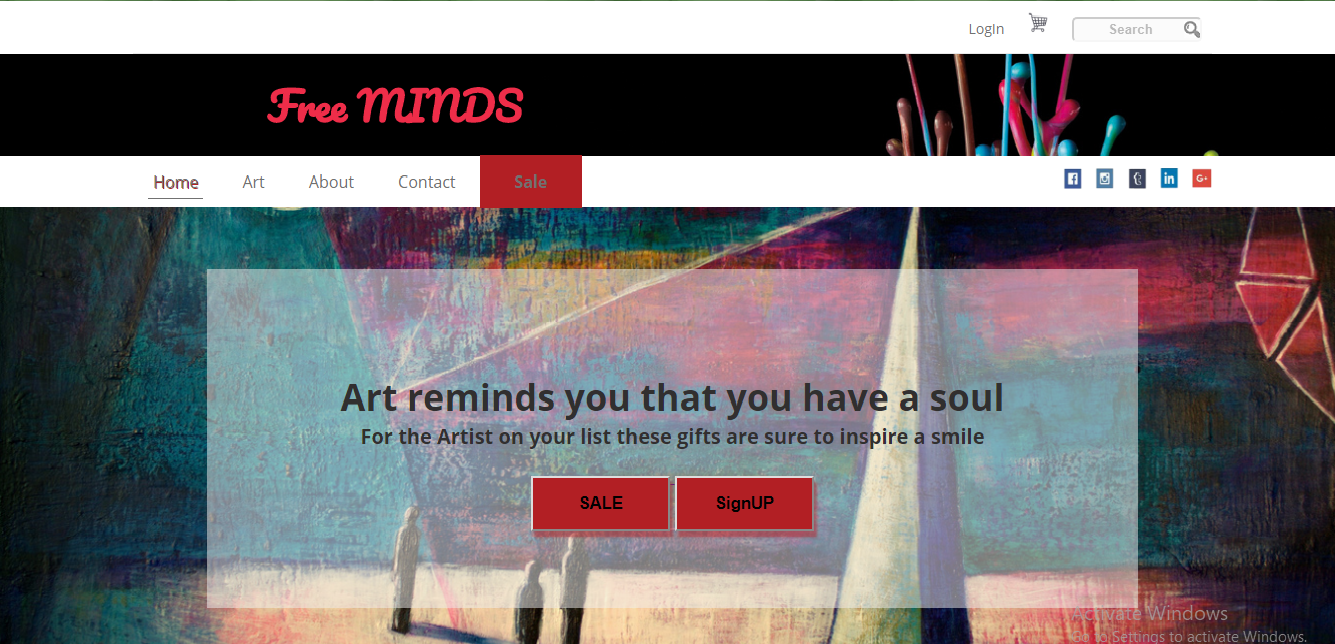 LogIn
Search
Free MINDS
Home Art About Contact Sale
G+
Art reminds you that you have a soul
For the Artist on your list these gifts are sure to inspire a smile
SALE SignUP
Activate Windows
Go to Settings to activate Windows.